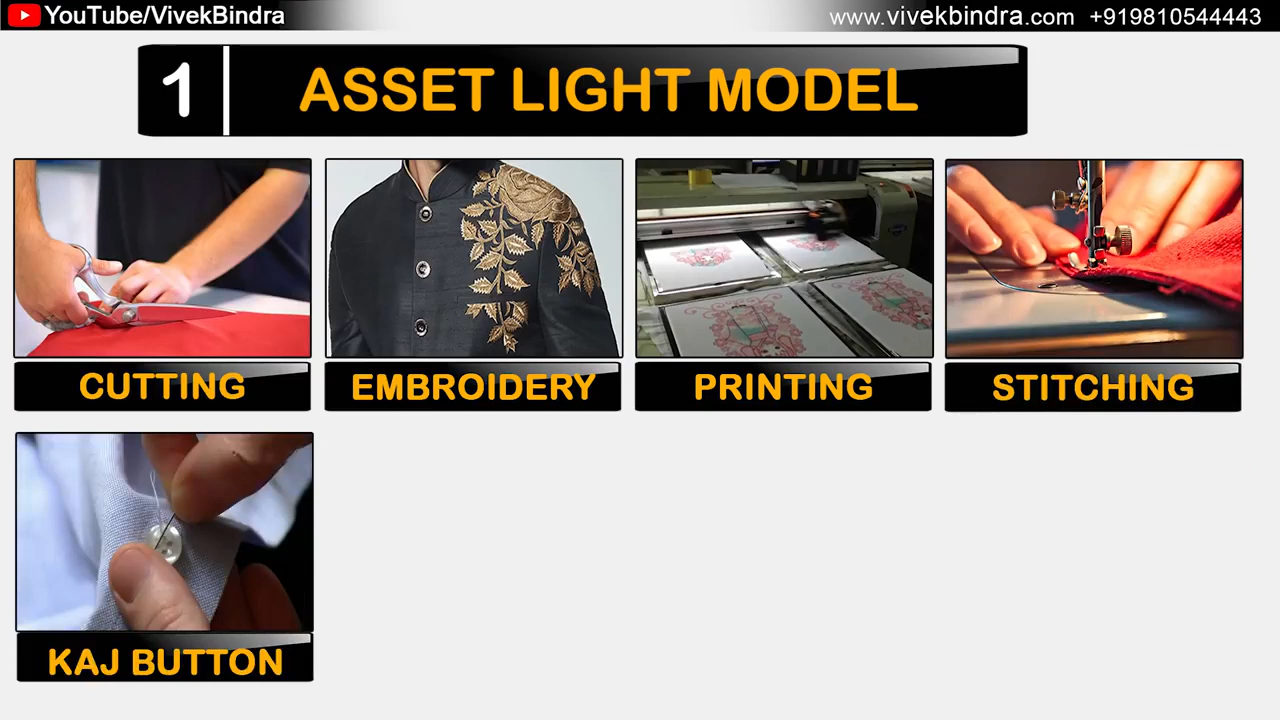 YouTube/VivekBindra
www.vivekbindra.com +919810544443
1 ASSET LIGHT MODEL
CUTTING
EMBROIDERY
PRINTING
STITCHING
KAJ BUTTON